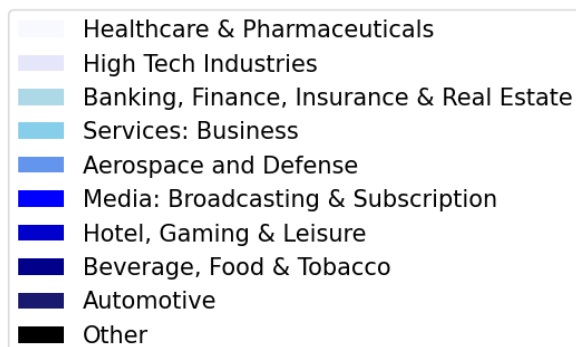 Healthcare & Pharmaceuticals
High Tech Industries
Banking, Finance, Insurance & Real Estate
Services: Business
Aerospace and Defense
Media: Broadcasting & Subscription
Hotel, Gaming & Leisure
Beverage, Food & Tobacco
Automotive
Other